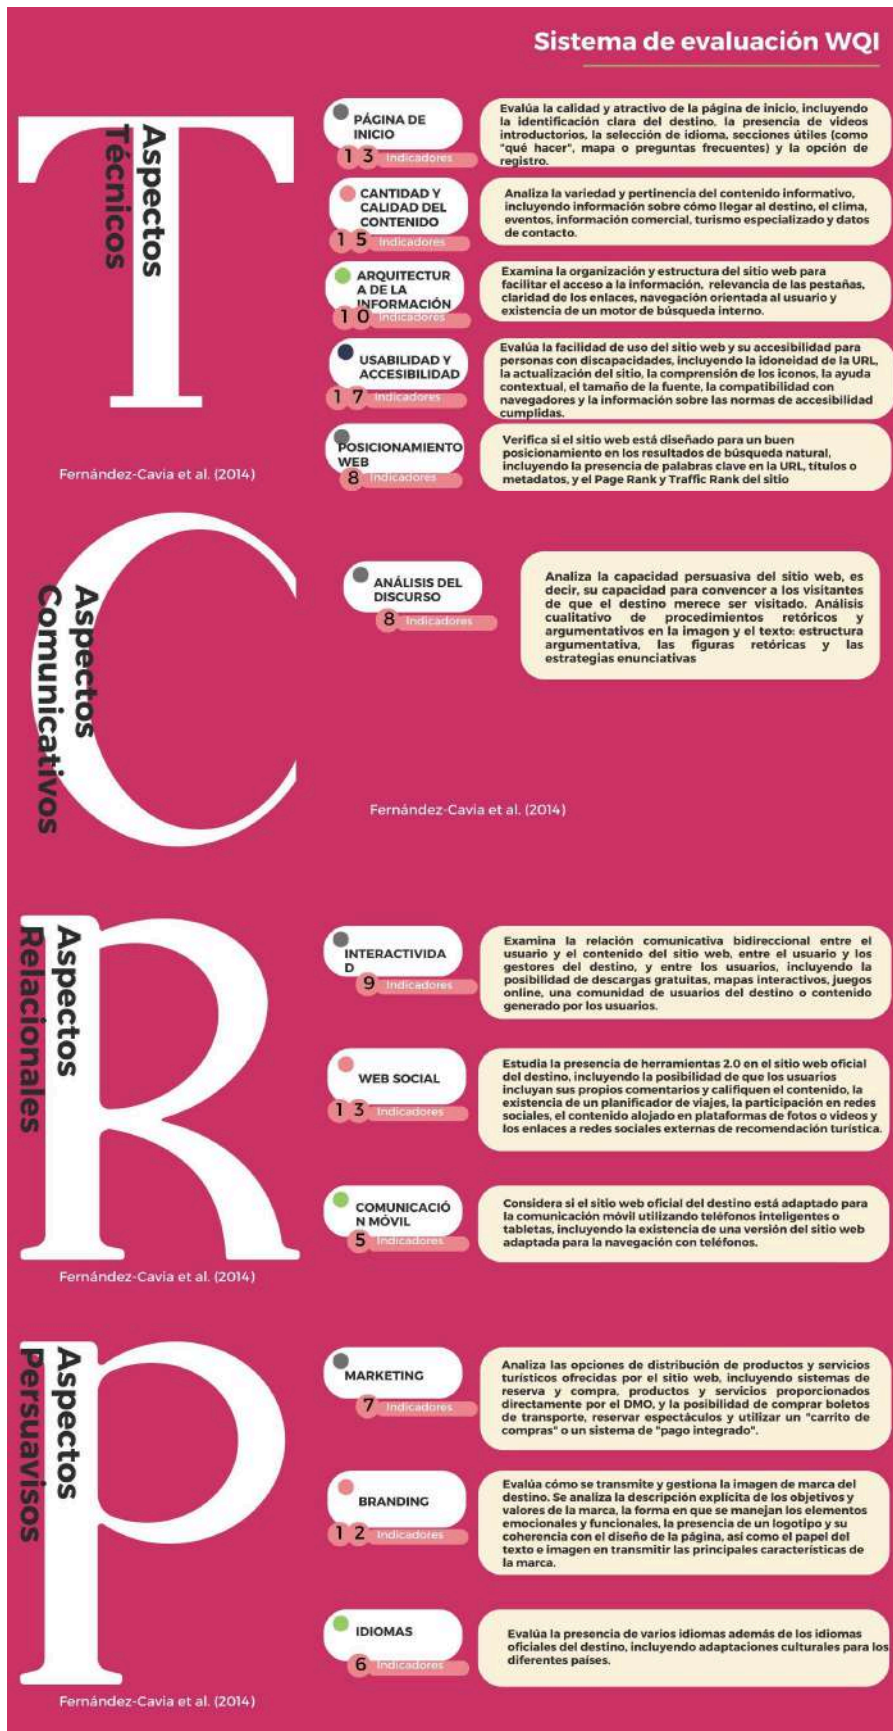 Sistema de evaluación WQI
T
Aspectos
Técnicos
PÁGINA DE
INICIO
1 3 Indicadores
Evalúa la calidad y atractivo de la página de inicio, incluyendo
la identificación clara del destino, la presencia de videos
introductorios, la selección de idioma, secciones útiles (como
"qué hacer", mapa o preguntas frecuentes) y la opción de
registro.
CANTIDAD Y
CALIDAD DEL
CONTENIDO
1 5 Indicadores
Analiza la variedad y pertinencia del contenido informativo,
incluyendo información sobre cómo llegar al destino, el clima,
eventos, información comercial, turismo especializado y datos
de contacto.
ARQUITECTUR
A DE LA
INFORMACIÓN
1 0 Indicadores
Examina la organización y estructura del sitio web para
facilitar el acceso a la información, relevancia de las pestañas,
claridad de los enlaces, navegación orientada al usuario y
existencia de un motor de búsqueda interno.
USABILIDAD Y
ACCESIBILIDAD
1 7 Indicadores
Evalúa la facilidad de uso del sitio web y su accesibilidad para
personas con discapacidades, incluyendo la idoneidad de la URL,
la actualización del sitio, la comprensión de los iconos, la ayuda
contextual, el tamaño de la fuente, la compatibilidad con
navegadores y la información sobre las normas de accesibilidad
cumplidas.
POSICIONAMIENTO
WEB
8 Indicadores
Verifica si el sitio web está diseñado para un buen
posicionamiento en los resultados de búsqueda natural,
incluyendo la presencia de palabras clave en la URL, títulos o
metadatos, y el Page Rank y Traffic Rank del sitio
Fernández-Cavia et al. (2014)
C
Aspectos
Comunicativos
ANÁLISIS DEL
DISCURSO
8 Indicadores
Analiza la capacidad persuasiva del sitio web, es
decir, su capacidad para convencer a los visitantes
de que el destino merece ser visitado. Análisis
cualitativo de procedimientos retóricos y
argumentativos en la imagen y el texto: estructura
argumentativa, las figuras retóricas y las
estrategias enunciativas
Fernández-Cavia et al. (2014)
R
Aspectos
Relacionales
INTERACTIVIDA
D
9 Indicadores
Examina la relación comunicativa bidireccional entre el
usuario y el contenido del sitio web, entre el usuario y los
gestores del destino, y entre los usuarios, incluyendo la
posibilidad de descargas gratuitas, mapas interactivos, juegos
online, una comunidad de usuarios del destino o contenido
generado por los usuarios.
WEB SOCIAL
1 3 Indicadores
Estudia la presencia de herramientas 2.0 en el sitio web oficial
del destino, incluyendo la posibilidad de que los usuarios
incluyan sus propios comentarios y califiquen el contenido, la
existencia de un planificador de viajes, la participación en redes
sociales, el contenido alojado en plataformas de fotos o videos y
los enlaces a redes sociales externas de recomendación turística.
COMUNICACIÓ
N MÓVIL
5 Indicadores
Considera si el sitio web oficial del destino está adaptado para
la comunicación móvil utilizando teléfonos inteligentes o
tabletas, incluyendo la existencia de una versión del sitio web
adaptada para la navegación con teléfonos.
Fernández-Cavia et al. (2014)
P
Aspectos
Persuavisos
MARKETING
7 Indicadores
Analiza las opciones de distribución de productos y servicios
turísticos ofrecidas por el sitio web, incluyendo sistemas de
reserva y compra, productos y servicios proporcionados
directamente por el DMO, y la posibilidad de comprar boletos
de transporte, reservar espectáculos y utilizar un "carrito de
compras" o un sistema de "pago integrado".
BRANDING
1 2 Indicadores
Evalúa cómo se transmite y gestiona la imagen de marca del
destino. Se analiza la descripción explícita de los objetivos y
valores de la marca, la forma en que se manejan los elementos
emocionales y funcionales, la presencia de un logotipo y su
coherencia con el diseño de la página, así como el papel del
texto e imagen en transmitir las principales características de
la marca.
IDIOMAS
6 Indicadores
Evalúa la presencia de varios idiomas además de los idiomas
oficiales del destino, incluyendo adaptaciones culturales para los
diferentes países.
Fernández-Cavia et al. (2014)